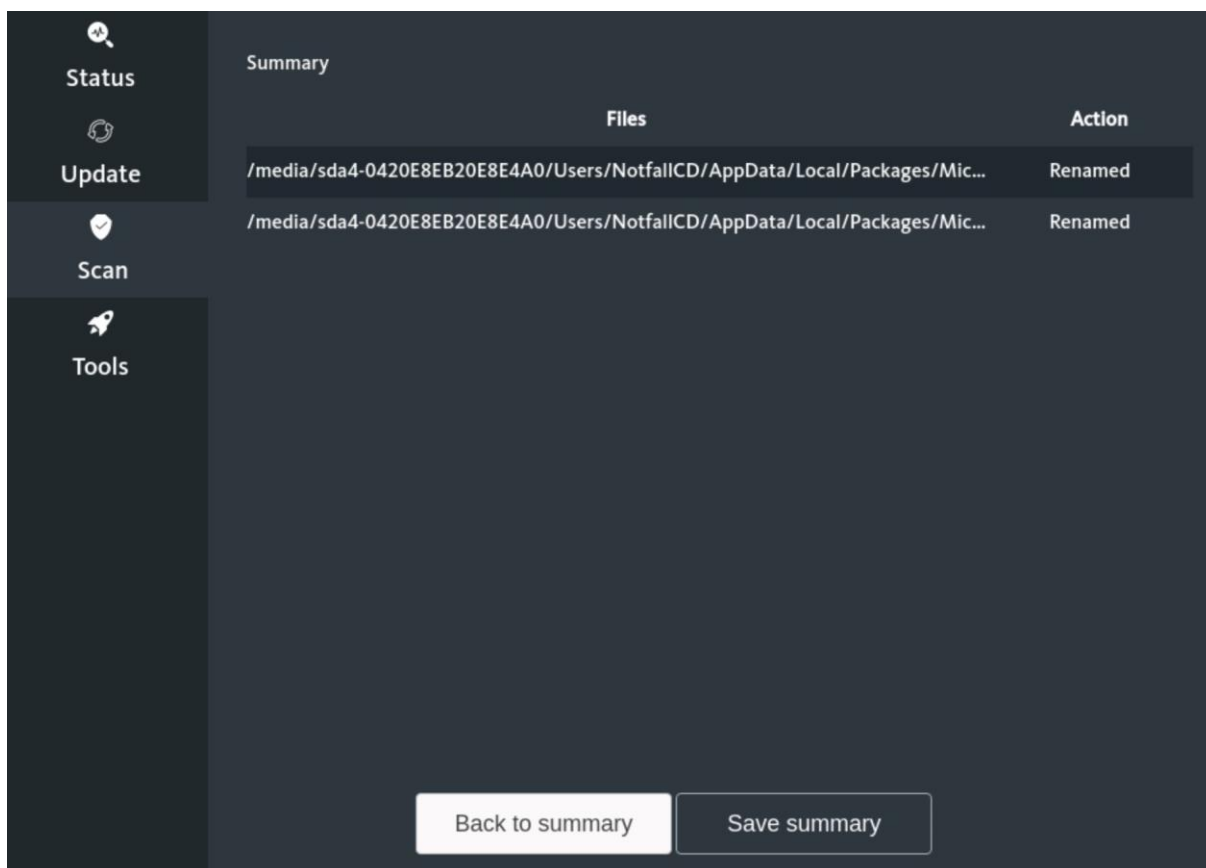 Status
Update
Scan
Tools
Summary
Files Action
/media/sda4-0420E8EB20E8E4A0/Users/NotfallCD/AppData/Local/Packages/Mic... Renamed
/media/sda4-0420E8EB20E8E4A0/Users/NotfallCD/AppData/Local/Packages/Mic... Renamed
Back to summary Save summary